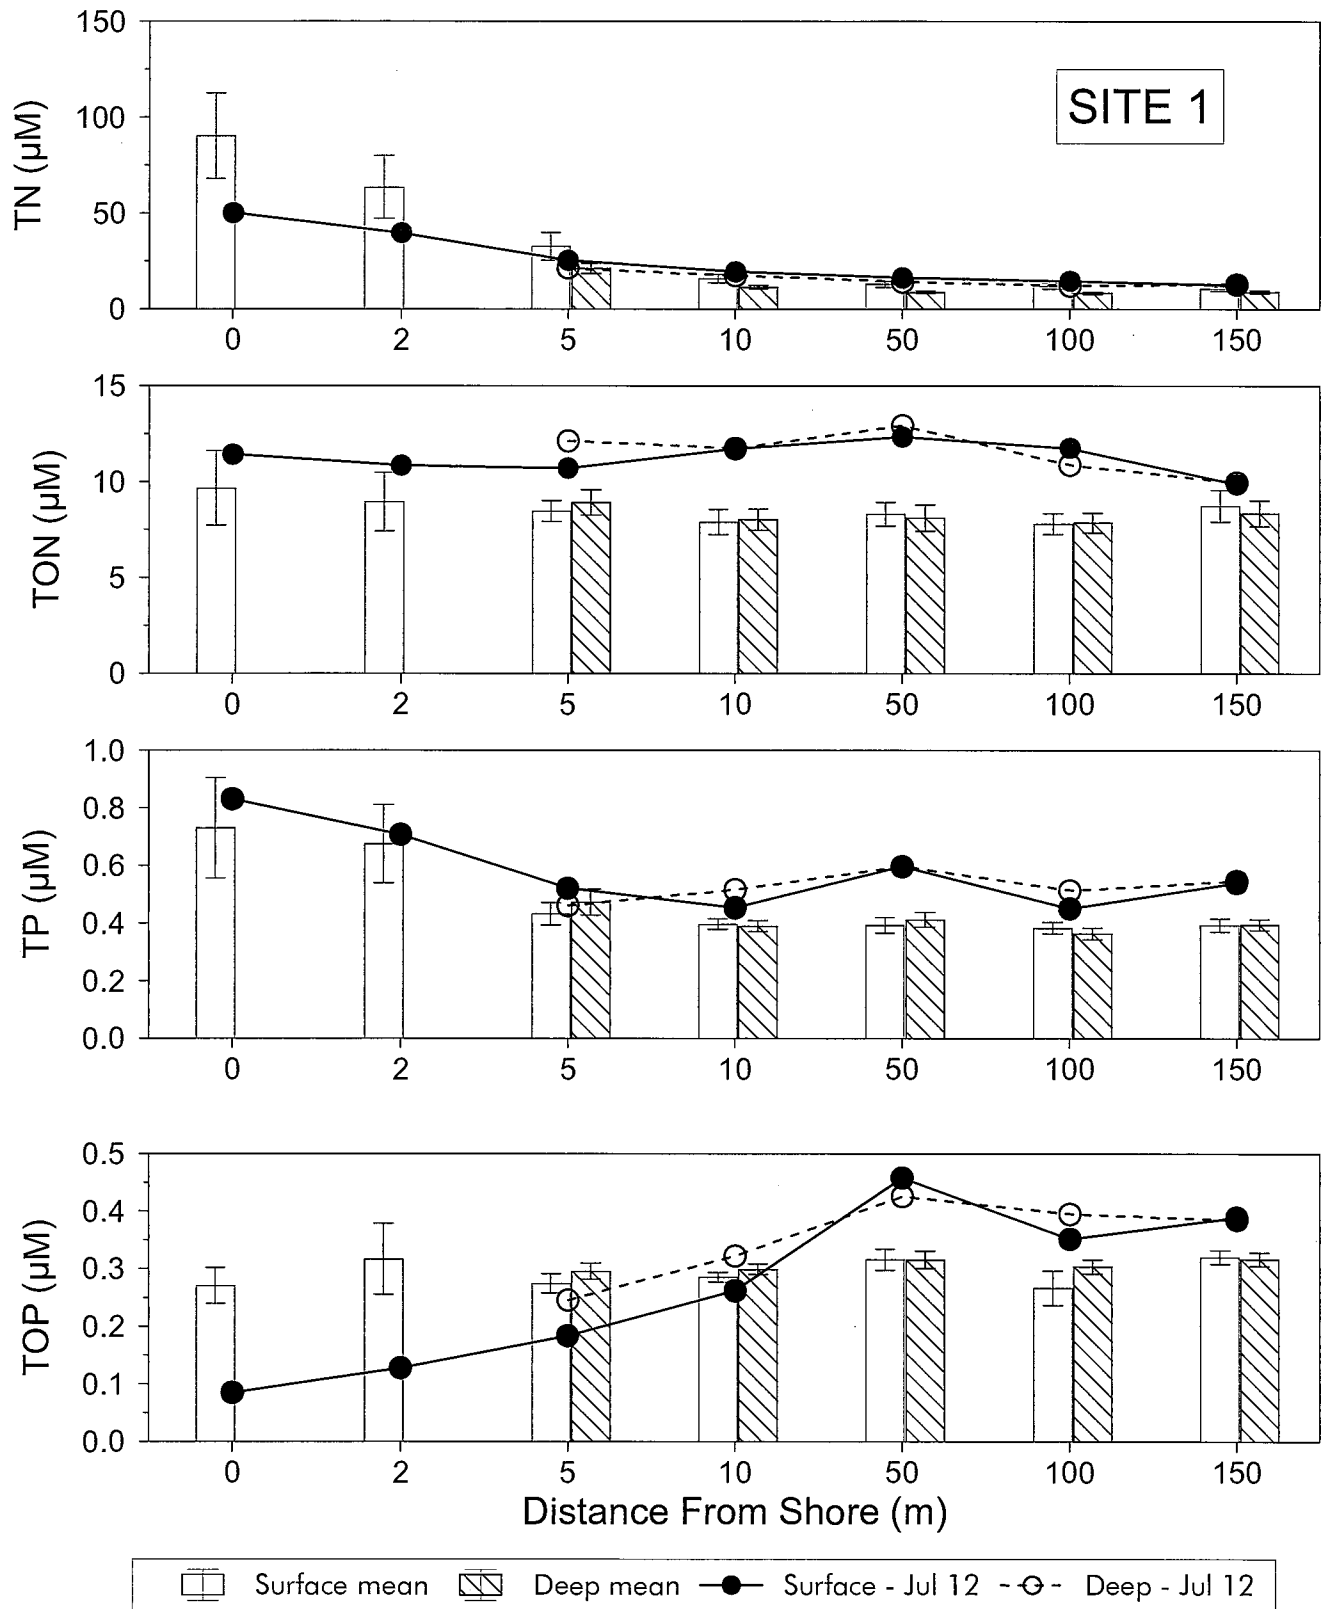 SITE 1
TN (µM)
150
100
50
0
0 2 5 10 50 100 150
TON (µM)
15
10
5
0
0 2 5 10 50 100 150
TP (µM)
1.0
0.8
0.6
0.4
0.2
0.0
0 2 5 10 50 100 150
TOP (µM)
0.5
0.4
0.3
0.2
0.1
0.0
0 2 5 10 50 100 150
Distance From Shore (m)
Surface mean Deep mean Surface - Jul 12 Deep - Jul 12